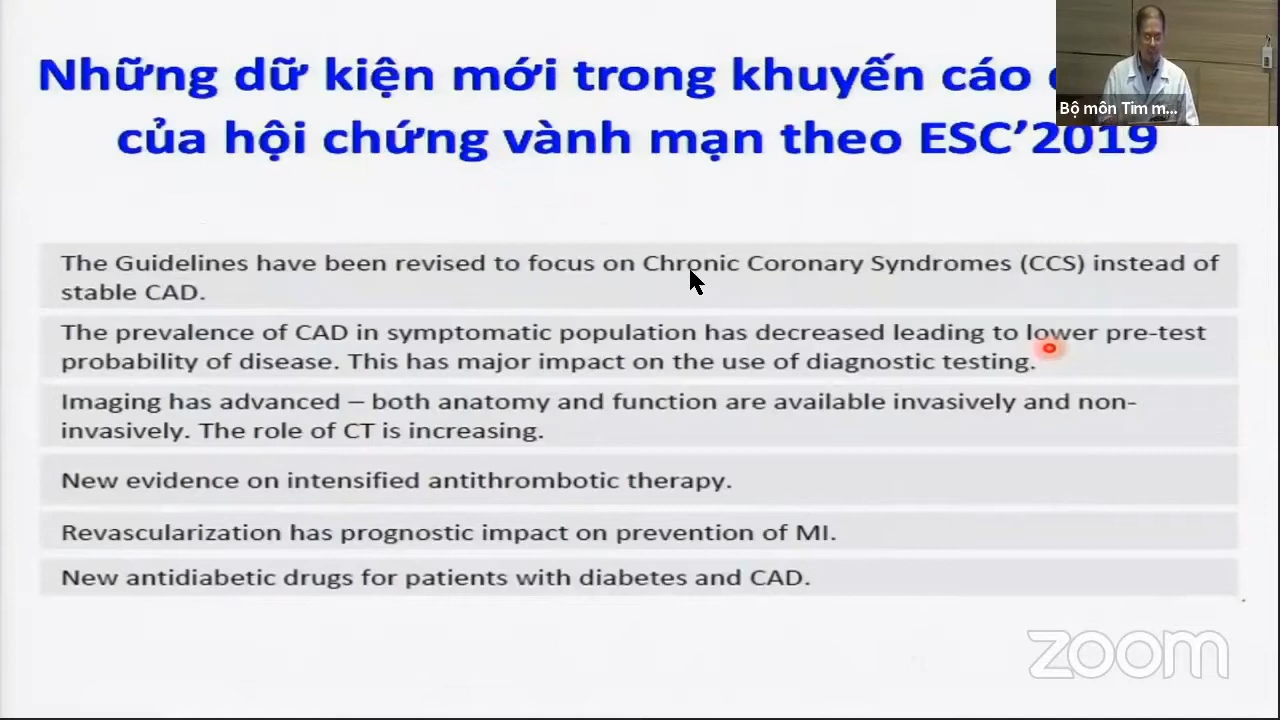 Những dữ kiện mới trong khuyến cáo
của hội chứng vành mạn theo ESC’2019
Bộ môn Tim m...
The Guidelines have been revised to focus on Chronic Coronary Syndromes (CCS) instead of
stable CAD.
The prevalence of CAD in symptomatic population has decreased leading to lower pre-test
probability of disease. This has major impact on the use of diagnostic testing.
Imaging has advanced – both anatomy and function are available invasively and non-
invasively. The role of CT is increasing.
New evidence on intensified antithrombotic therapy.
Revascularization has prognostic impact on prevention of MI.
New antidiabetic drugs for patients with diabetes and CAD.
zoom